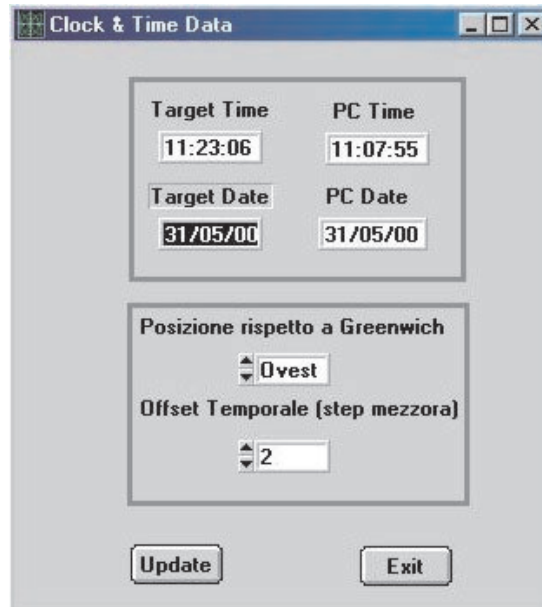 Clock & Time Data
Target Time PC Time
11:23:06 11:07:55
Target Date PC Date
31/05/00 31/05/00
Posizione rispetto a Greenwich
Ovest
Offset Temporale (step mezzora)
2
Update Exit